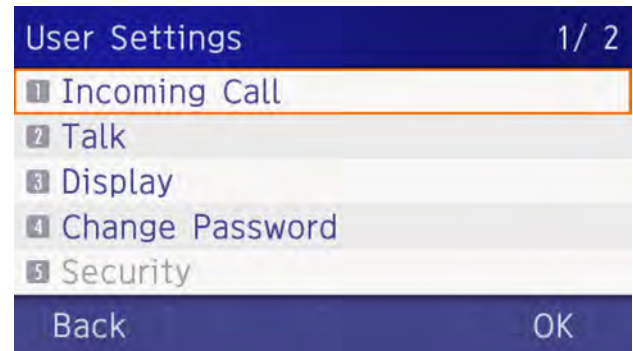 User Settings 1/ 2
1 Incoming Call
2 Talk
3 Display
4 Change Password
5 Security
Back OK